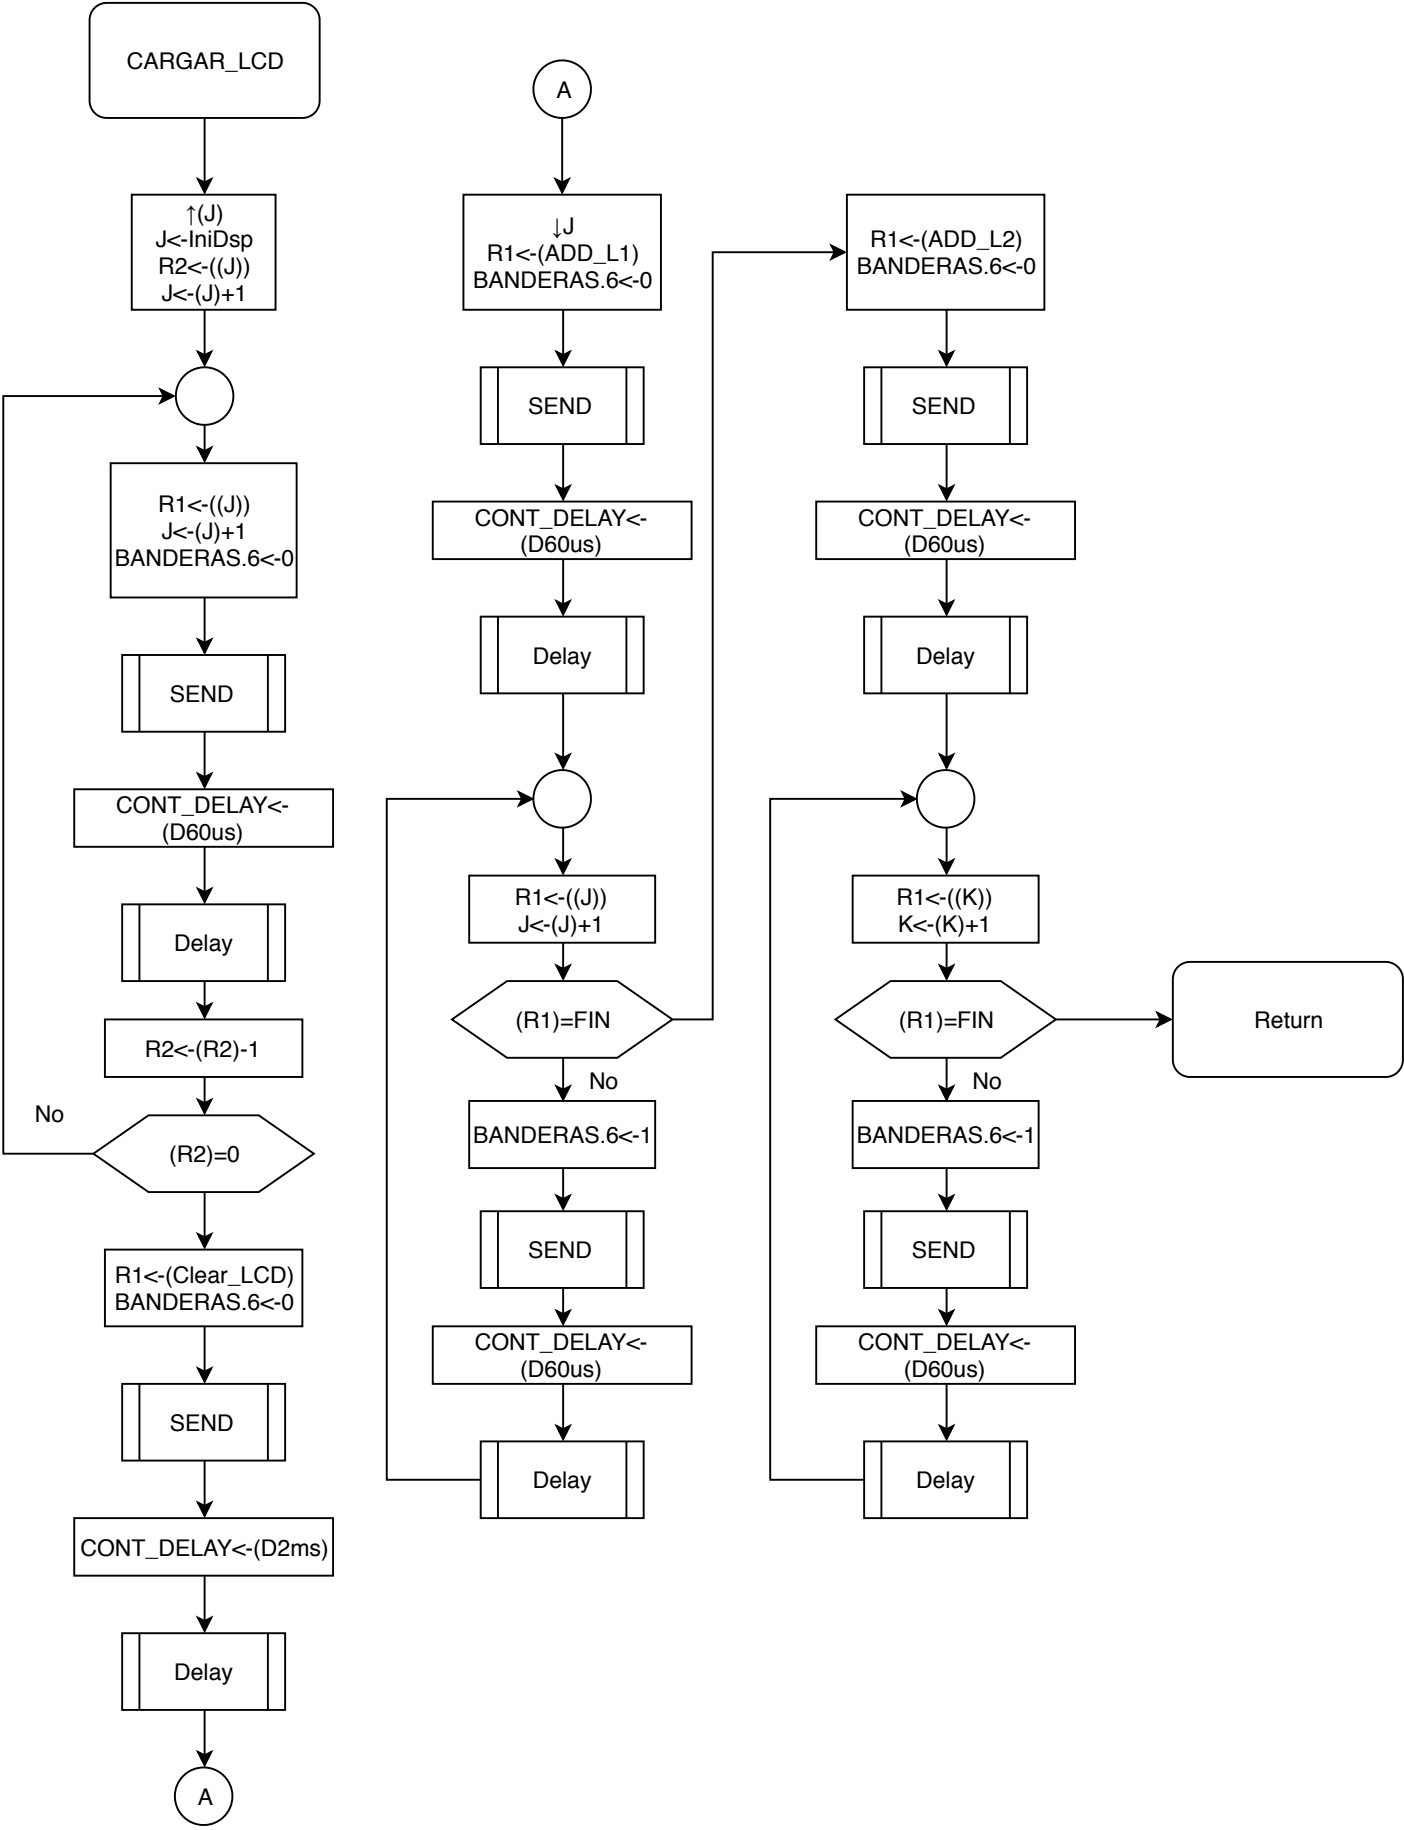 CARGAR_LCD
↑(J)
J<-IniDsp
R2<-((J))
J<-(J)+1
R1<-((J))
J<-(J)+1
BANDERAS.6<-0
SEND
CONT_DELAY<-
(D60us)
Delay
R2<-(R2)-1
No
(R2)=0
R1<-(Clear_LCD)
BANDERAS.6<-0
SEND
CONT_DELAY<-(D2ms)
Delay
A
A
↓J
R1<-(ADD_L1)
BANDERAS.6<-0
SEND
CONT_DELAY<-
(D60us)
Delay
R1<-((J))
J<-(J)+1
(R1)=FIN
No
BANDERAS.6<-1
SEND
CONT_DELAY<-
(D60us)
Delay
R1<-(ADD_L2)
BANDERAS.6<-0
SEND
CONT_DELAY<-
(D60us)
Delay
R1<-((K))
K<-(K)+1
(R1)=FIN
No
BANDERAS.6<-1
SEND
CONT_DELAY<-
(D60us)
Delay
Return